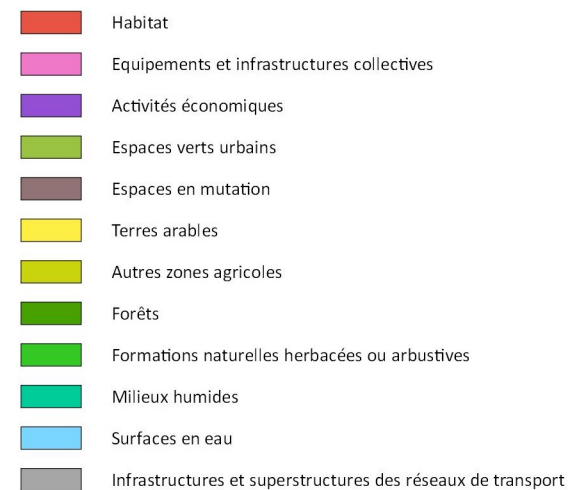 Habitat
Equipements et infrastructures collectives
Activités économiques
Espaces verts urbains
Espaces en mutation
Terres arables
Autres zones agricoles
Forêts
Formations naturelles herbacées ou arbustives
Milieux humides
Surfaces en eau
Infrastructures et superstructures des réseaux de transport